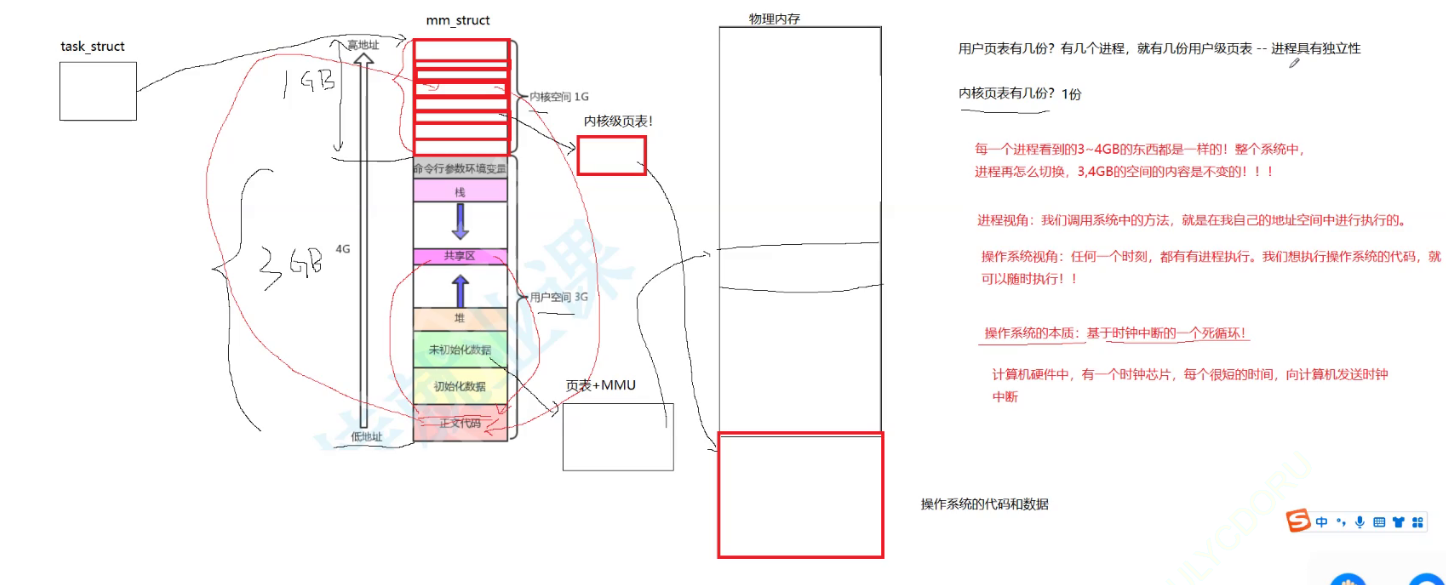 mm_struct
物理内存
task_struct
高地址
1GB
内核空间 1G
内核级页表!
命令行参数环境变量
栈
4G
3GB
共享区
用户空间 3G
堆
未初始化数据
初始化数据
正文代码
低地址
页表+MMU
用户页表有几份?有几个进程，就有几份用户级页表 -- 进程具有独立性
内核页表有几份? 1份
每一个进程看到的3~4GB的东西都是一样的！整个系统中，
进程再怎么切换，3,4GB的空间的内容是不变的！！！
进程视角：我们调用系统中的方法，就是在我自己的地址空间中进行执行的。
操作系统视角：任何一个时刻，都有有进程执行。我们想执行操作系统的代码，就
可以随时执行！！
操作系统的本质：基于时钟中断的一个死循环！
计算机硬件中，有一个时钟芯片，每个很短的时间，向计算机发送时钟
中断
操作系统的代码和数据
中